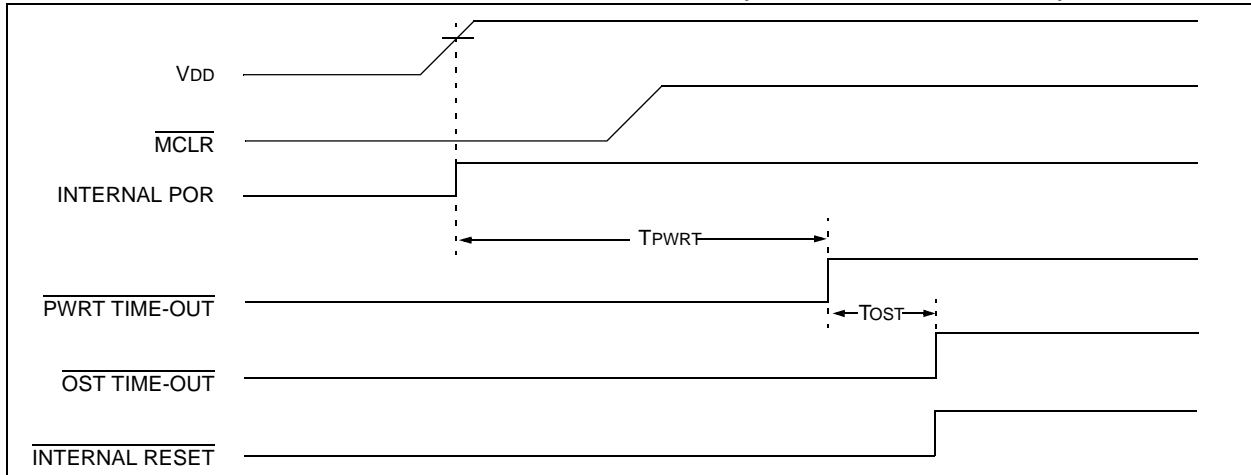 VDD
MCLR
INTERNAL POR
TPWRT
PWRT TIME-OUT
TOST
OST TIME-OUT
INTERNAL RESET